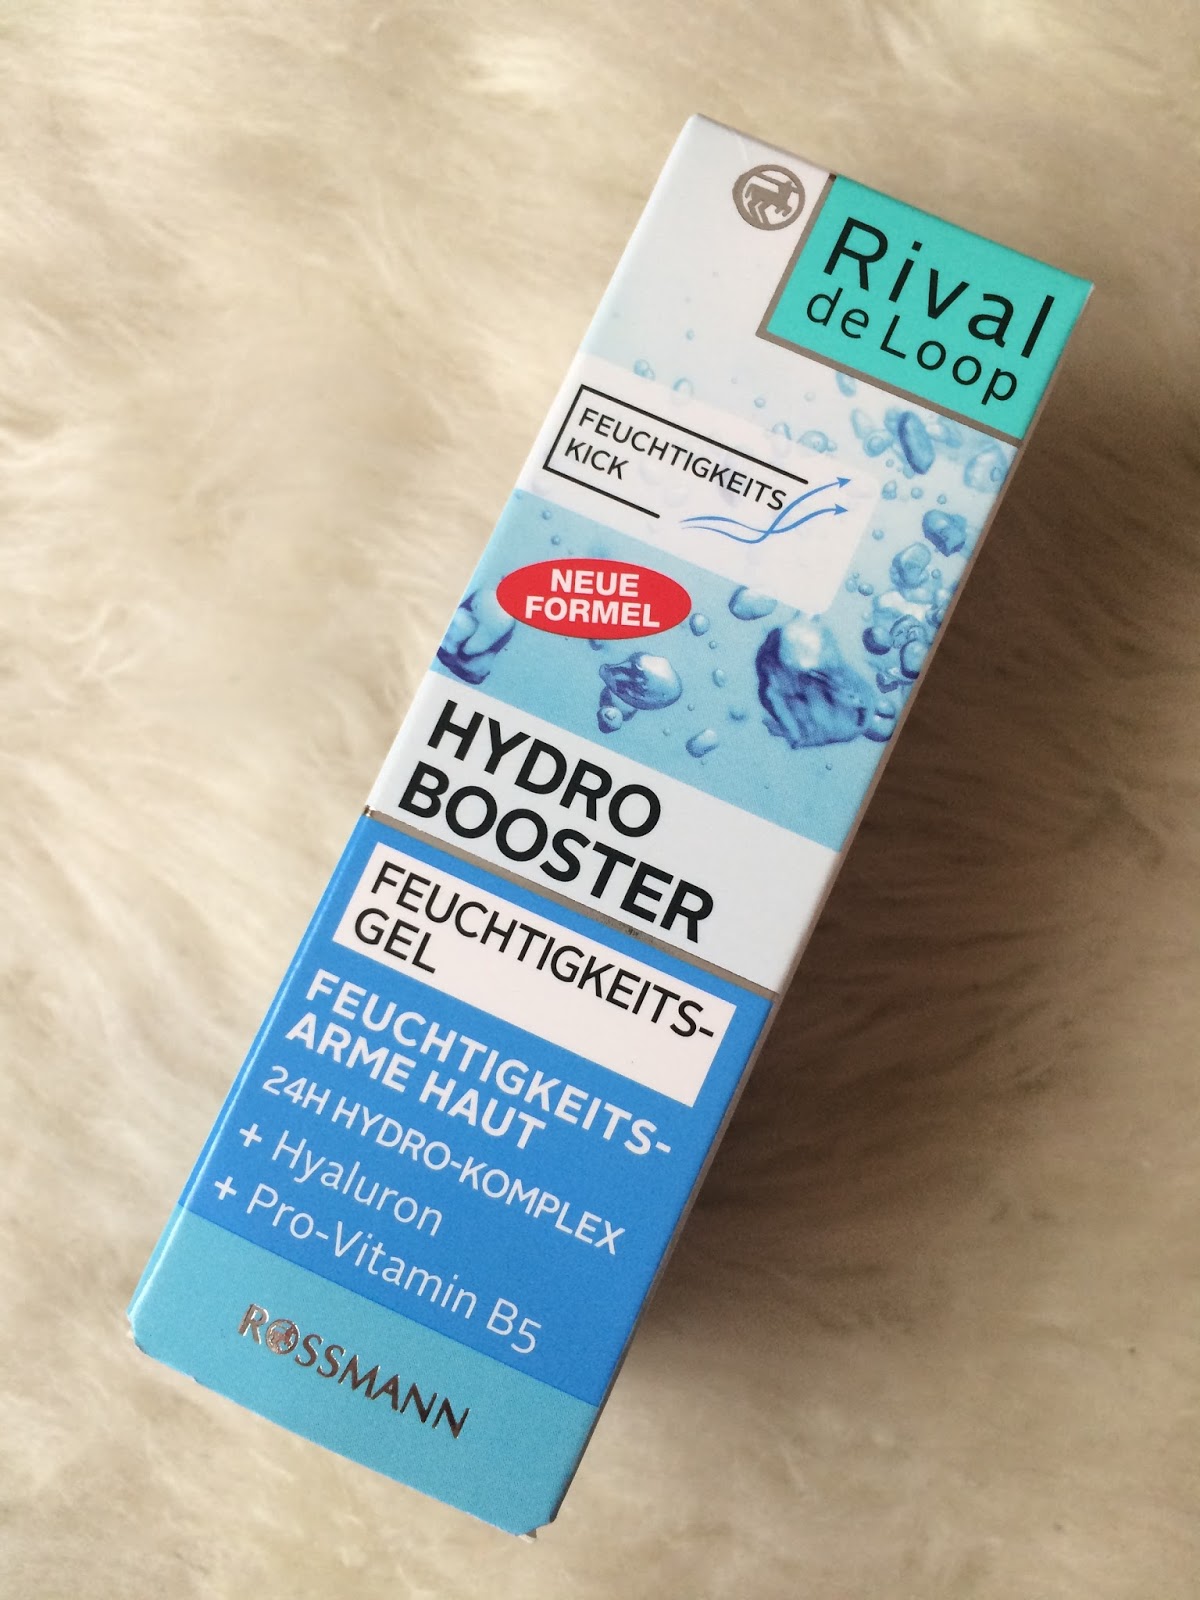 Rival
de Loop
FEUCHTIGKEITS
KICK
NEUE
FORMEL
HYDRO
BOOSTER
FEUCHTIGKEITS-
GEL
FEUCHTIGKEITS-
ARME HAUT
24H HYDRO-KOMPLEX
+ Hyaluron
+ Pro-Vitamin B5
ROSSMANN